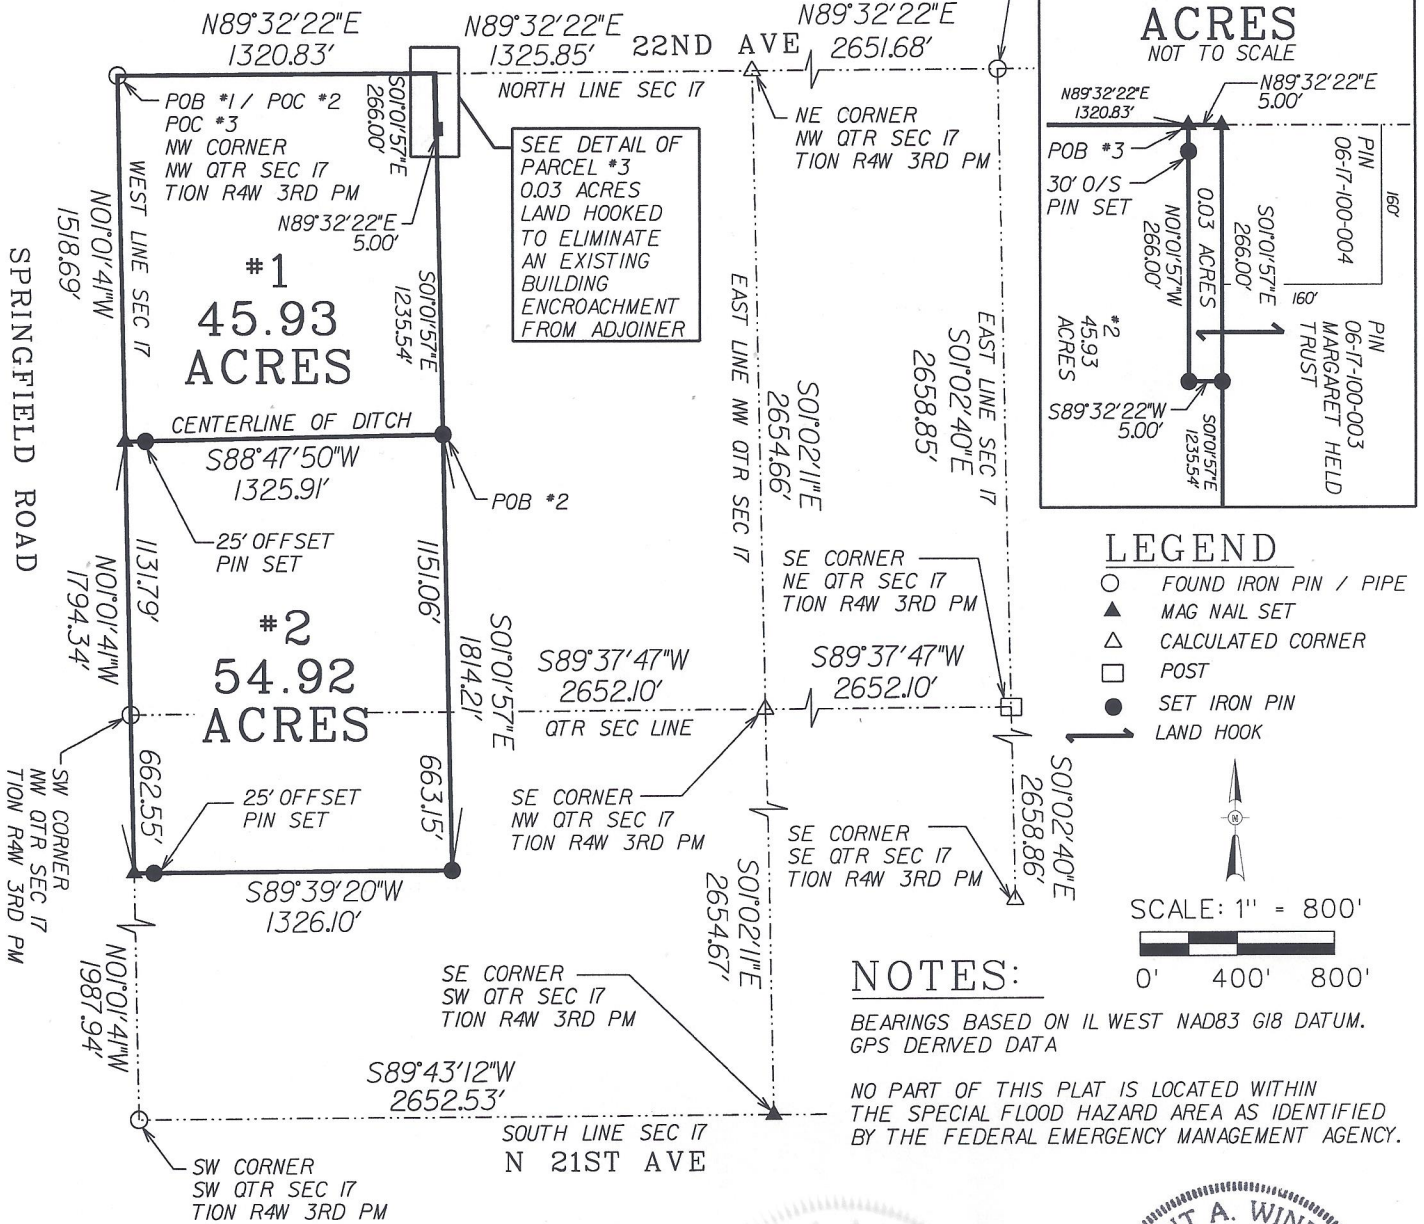 N89°32'22"E
1320.83'
N89°32'22"E
1325.85'
22ND AVE
N89°32'22"E
2651.68'
NORTH LINE SEC 17
POB #1 / POC #2
POC #3
NW CORNER
NW QTR SEC 17
T10N R4W 3RD PM
S01°01'57"E
266.00'
N89°32'22"E
5.00'
SEE DETAIL OF
PARCEL #3
0.03 ACRES
LAND HOOKED
TO ELIMINATE
AN EXISTING
BUILDING
ENCROACHMENT
FROM ADJOINER
NE CORNER
NW QTR SEC 17
T10N R4W 3RD PM
WEST LINE SEC 17
N01°01'41"W
1518.69'
SPRINGFIELD ROAD
#1
45.93
ACRES
S01°01'57"E
1235.54'
CENTERLINE OF DITCH
S88°47'50"W
1325.91'
POB #2
25' OFFSET
PIN SET
EAST LINE NW QTR SEC 17
S01°02'11"E
2654.66'
EAST LINE SEC 17
S01°02'40"E
2658.85'
1131.79'
N01°01'41"W
1794.34'
1151.06'
S01°01'57"E
1814.21'
#2
54.92
ACRES
S89°37'47"W
2652.10'
QTR SEC LINE
S89°37'47"W
2652.10'
SE CORNER
NE QTR SEC 17
T10N R4W 3RD PM
SW CORNER
NW QTR SEC 17
T10N R4W 3RD PM
662.55'
25' OFFSET
PIN SET
663.15'
SE CORNER
NW QTR SEC 17
T10N R4W 3RD PM
S89°39'20"W
1326.10'
SE CORNER
SE QTR SEC 17
T10N R4W 3RD PM
S01°02'40"E
2658.86'
S01°02'11"E
2654.67'
N01°01'41"W
1987.94'
SE CORNER
SW QTR SEC 17
T10N R4W 3RD PM
S89°43'12"W
2652.53'
SOUTH LINE SEC 17
N 21ST AVE
SW CORNER
SW QTR SEC 17
T10N R4W 3RD PM
ACRES
NOT TO SCALE
N89°32'22"E
1320.83'
N89°32'22"E
5.00'
POB #3
30' O/S
PIN SET
PIN
06-17-100-004
160'
160'
N01°01'57"W
266.00'
0.03 ACRES
S01°01'57"E
266.00'
#2
45.93
ACRES
PIN
06-17-100-003
MARGARET HELD
TRUST
S89°32'22"W
5.00'
S01°01'57"E
1235.54'
LEGEND
FOUND IRON PIN / PIPE
MAG NAIL SET
CALCULATED CORNER
POST
SET IRON PIN
LAND HOOK
N
SCALE: 1" = 800'
0' 400' 800'
NOTES:
BEARINGS BASED ON IL WEST NAD83 G18 DATUM.
GPS DERIVED DATA
NO PART OF THIS PLAT IS LOCATED WITHIN
THE SPECIAL FLOOD HAZARD AREA AS IDENTIFIED
BY THE FEDERAL EMERGENCY MANAGEMENT AGENCY.